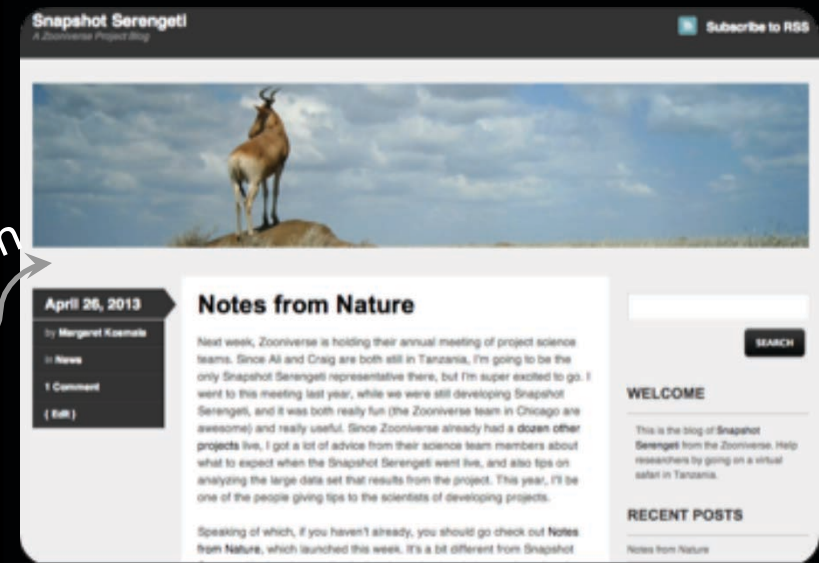 Snapshot Serengeti
A Zooniverse Project Blog
Subscribe to RSS
n
April 26, 2013
by Margaret Kosmala
in News
1 Comment
( Edit )
Notes from Nature
Next week, Zooniverse is holding their annual meeting of project science
teams. Since Ali and Craig are both still in Tanzania, I'm going to be the
only Snapshot Serengeti representative there, but I'm super excited to go. I
went to this meeting last year, while we were still developing Snapshot
Serengeti, and it was both really fun (the Zooniverse team in Chicago are
awesome) and really useful. Since Zooniverse already had a dozen other
projects live, I got a lot of advice from their science team members about
what to expect when the Snapshot Serengeti went live, and also tips on
analyzing the large data set that results from the project. This year, I'll be
one of the people giving tips to the scientists of developing projects.
Speaking of which, if you haven't already, you should go check out Notes
from Nature, which launched this week. It's a bit different from Snapshot
SEARCH
WELCOME
This is the blog of Snapshot
Serengeti from the Zooniverse. Help
researchers by going on a virtual
safari in Tanzania.
RECENT POSTS
Notes from Nature